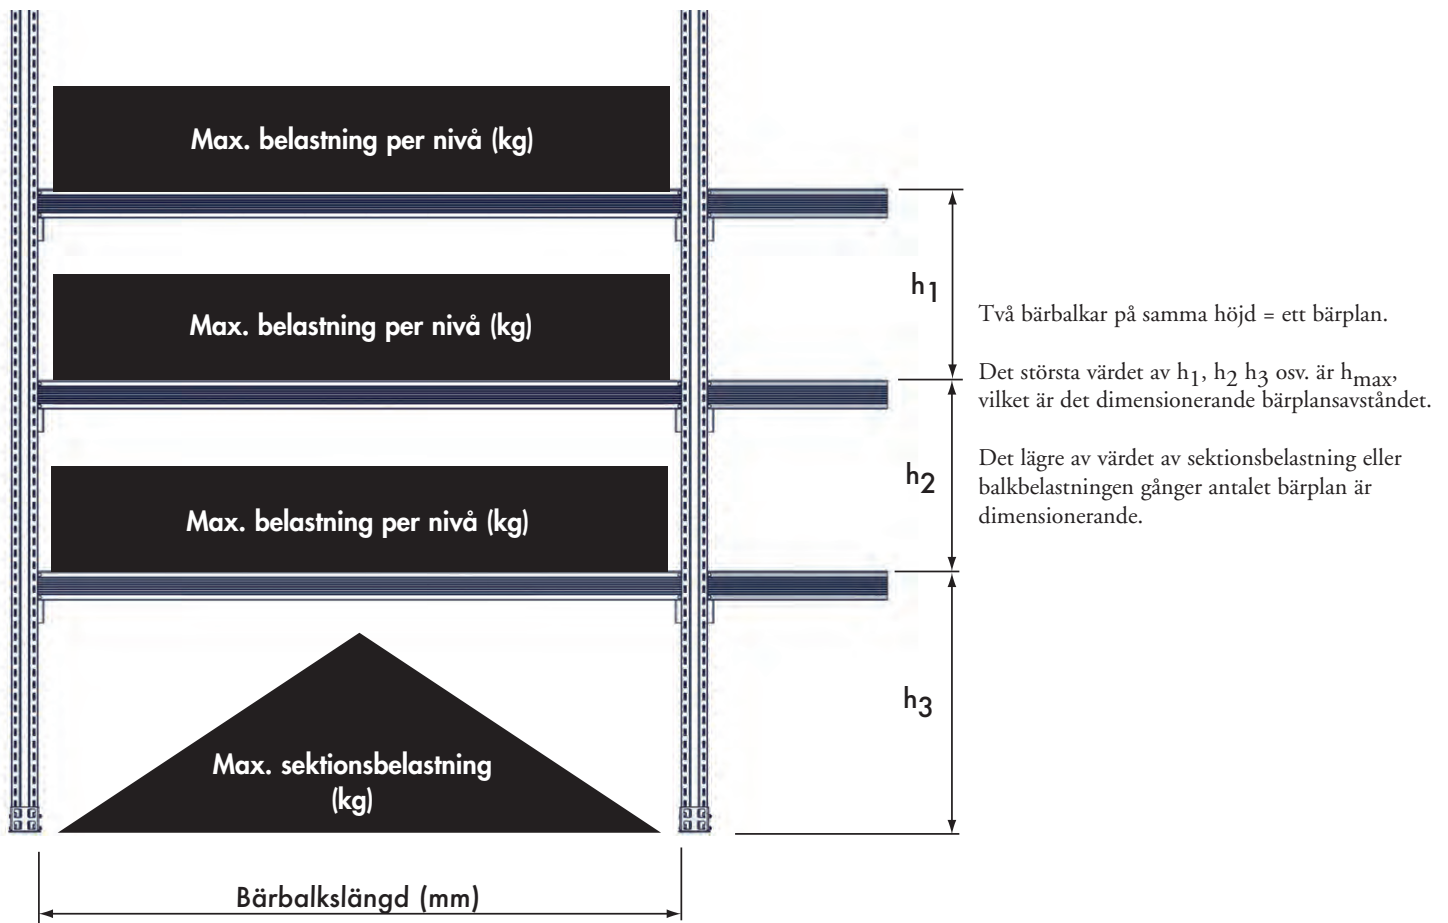 Max. belastning per nivå (kg)
Max. belastning per nivå (kg)
Max. belastning per nivå (kg)
Max. sektionsbelastning
(kg)
Bärbalkslängd (mm)
h1
h2
h3
Två bärbalkar på samma höjd = ett bärplan.
Det största värdet av h1, h2 h3 osv. är hmax,
vilket är det dimensionerande bärplansavståndet.
Det lägre av värdet av sektionsbelastning eller
balkbelastningen gånger antalet bärplan är
dimensionerande.